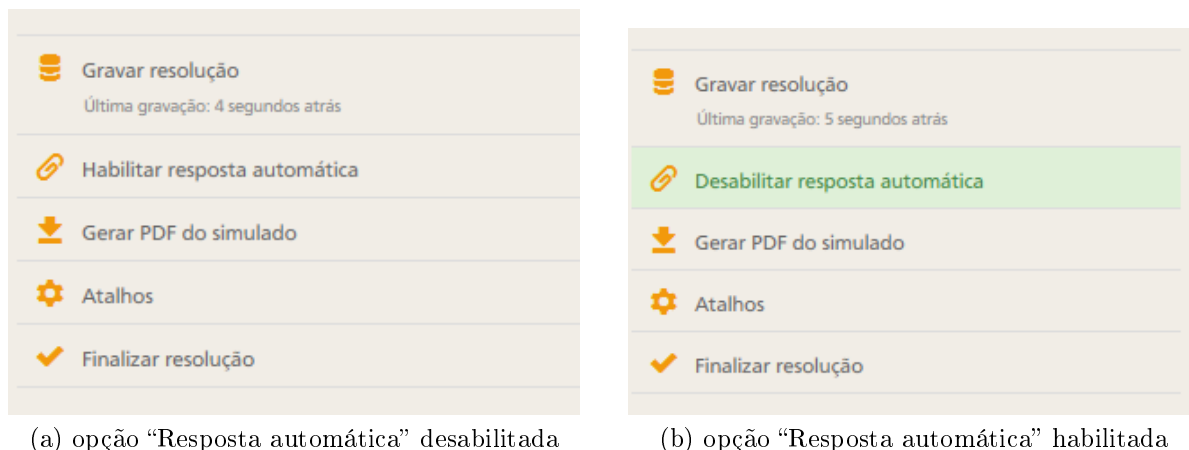 Gravar resolução
Última gravação: 4 segundos atrás
Habilitar resposta automática
Gerar PDF do simulado
Atalhos
Finalizar resolução
(a) opção “Resposta automática” desabilitada
Gravar resolução
Última gravação: 5 segundos atrás
Desabilitar resposta automática
Gerar PDF do simulado
Atalhos
Finalizar resolução
(b) opção “Resposta automática” habilitada